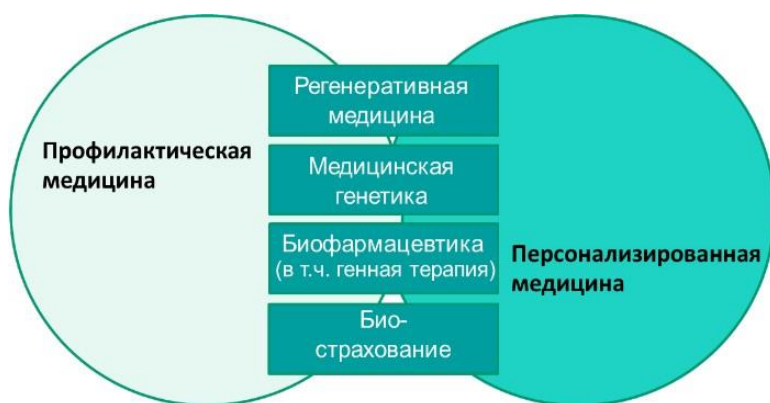 Регенеративная
медицина
Профилактическая
медицина
Медицинская
генетика
Биофармацевтика
(в т.ч. генная терапия)
Персонализированная
медицина
Био-
страхование